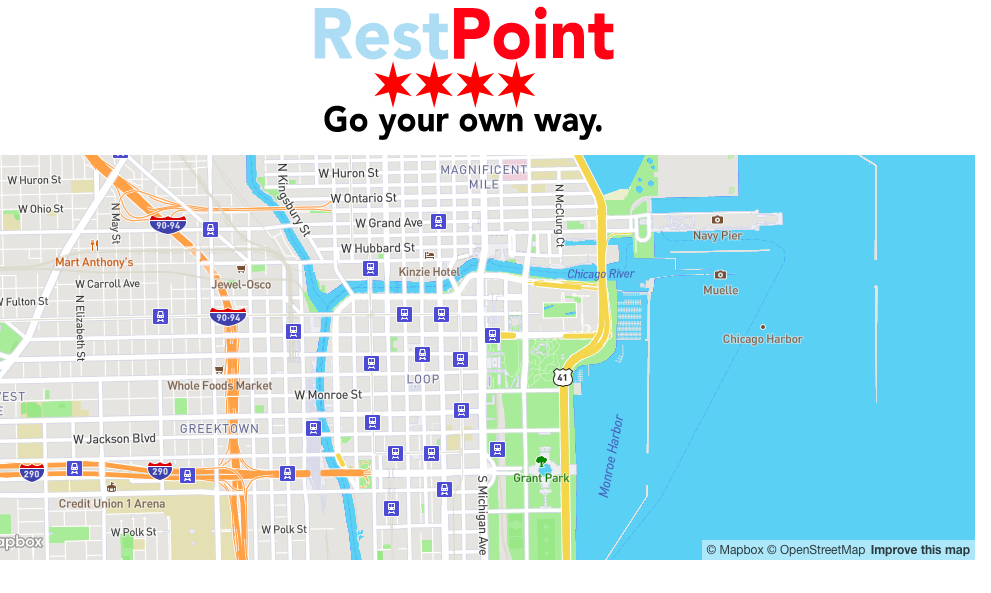 RestPoint
Go your own way.
MAGNIFICENT
MILE
W Huron St
W Huron St
N Kingsbury St
W Ontario St
W Ohio St
N May St
N McClurg Ct
90-94
W Grand Ave
Navy Pier
W Hubbard St
Mart Anthony's
Kinzie Hotel
Chicago River
Jewel-Osco
W Carroll Ave
Muelle
W Fulton St
N Elizabeth St
90-94
Chicago Harbor
LOOP
41
Whole Foods Market
W Monroe St
GREEKTOWN
W Jackson Blvd
Monroe Harbor
290
290
Grant Park
S Michigan Ave
Credit Union 1 Arena
W Polk St
W Polk St
apbox
© Mapbox © OpenStreetMap Improve this map